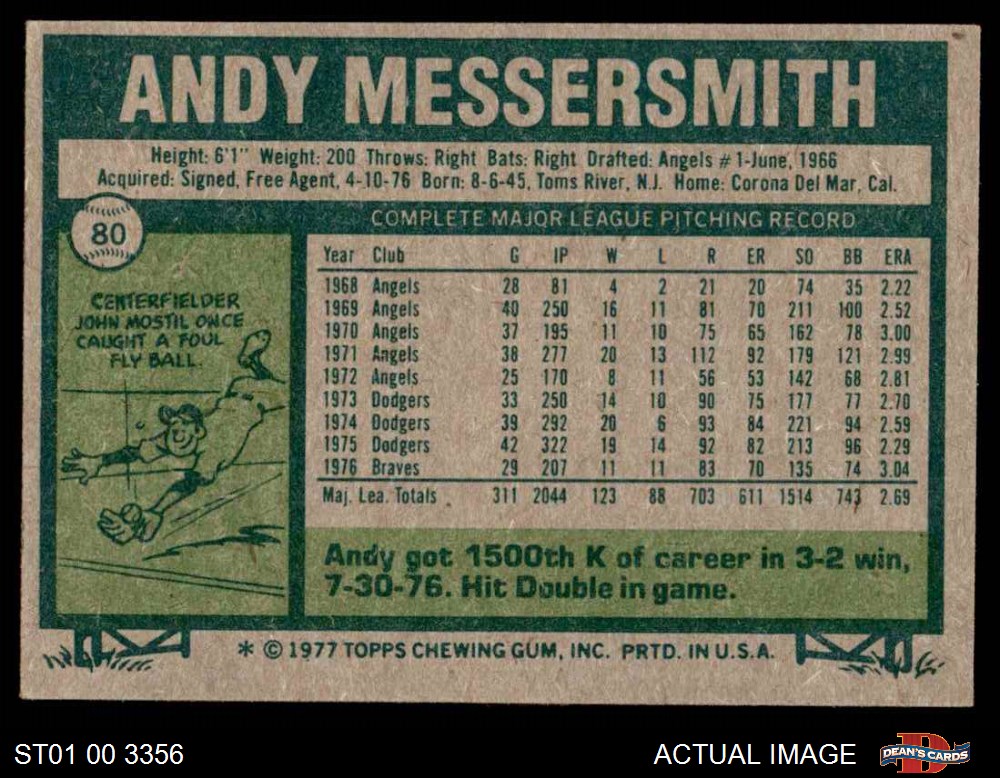 ANDY MESSERSMITH
Height: 6'1" Weight: 200 Throws: Right Bats: Right Drafted: Angels #1-June, 1966
Acquired: Signed, Free Agent, 4-10-76 Born: 8-6-45, Toms River, N.J. Home: Corona Del Mar, Cal.
80
CENTERFIELDER
JOHN MOSTIL ONCE
CAUGHT A FOUL
FLY BALL.
COMPLETE MAJOR LEAGUE PITCHING RECORD
Year Club G IP W L R ER SO BB ERA
1968 Angels 28 81 4 2 21 20 74 35 2.22
1969 Angels 40 250 16 11 81 70 211 100 2.52
1970 Angels 37 195 11 10 75 65 162 78 3.00
1971 Angels 38 277 20 13 112 92 179 121 2.99
1972 Angels 25 170 8 11 56 53 142 68 2.81
1973 Dodgers 33 250 14 10 90 75 177 77 2.70
1974 Dodgers 39 292 20 6 93 84 221 94 2.59
1975 Dodgers 42 322 19 14 92 82 213 96 2.29
1976 Braves 29 207 11 11 83 70 135 74 3.04
Maj. Lea. Totals 311 2044 123 88 703 611 1514 743 2.69
Andy got 1500th K of career in 3-2 win,
7-30-76. Hit Double in game.
* © 1977 TOPPS CHEWING GUM, INC. PRTD. IN U.S.A.
ST01 00 3356
ACTUAL IMAGE
D
DEAN'S CARDS